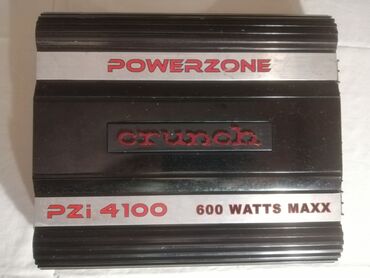 POWERZONE
crunch
PZi 4100 600 WATTS MAXX